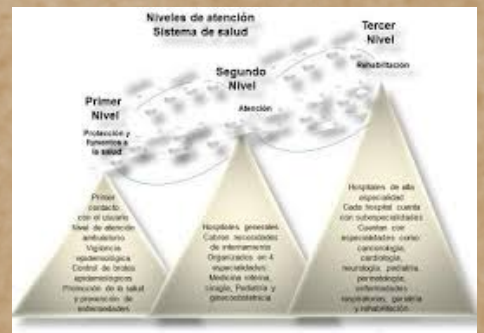 Niveles de atención
Sistema de salud
Tercer
Nivel
Rehabilitación
Segundo
Nivel
Atención
Primer
Nivel
Protección y
fomentos a
la salud
Primer
contacto
con el usuario
Nivel de atención
ambulatorio
Vigilancia
epidemiológica
Control de brotes
epidemiológicos
Promoción de la salud
y prevención de
enfermedades
Hospitales generales
Cubren necesidades
de internamiento
Organizados en 4
especialidades:
Medicina interna,
cirugía, Pediatría y
ginecoobstetricia
Hospitales de alta
especialidad
Cada hospital cuenta
con subespecialidades
Cuentan con
especialidades como
cancerología,
cardiología,
neurología, pediatría,
perinatología,
enfermedades
respiratorias, geriatría
y rehabilitación